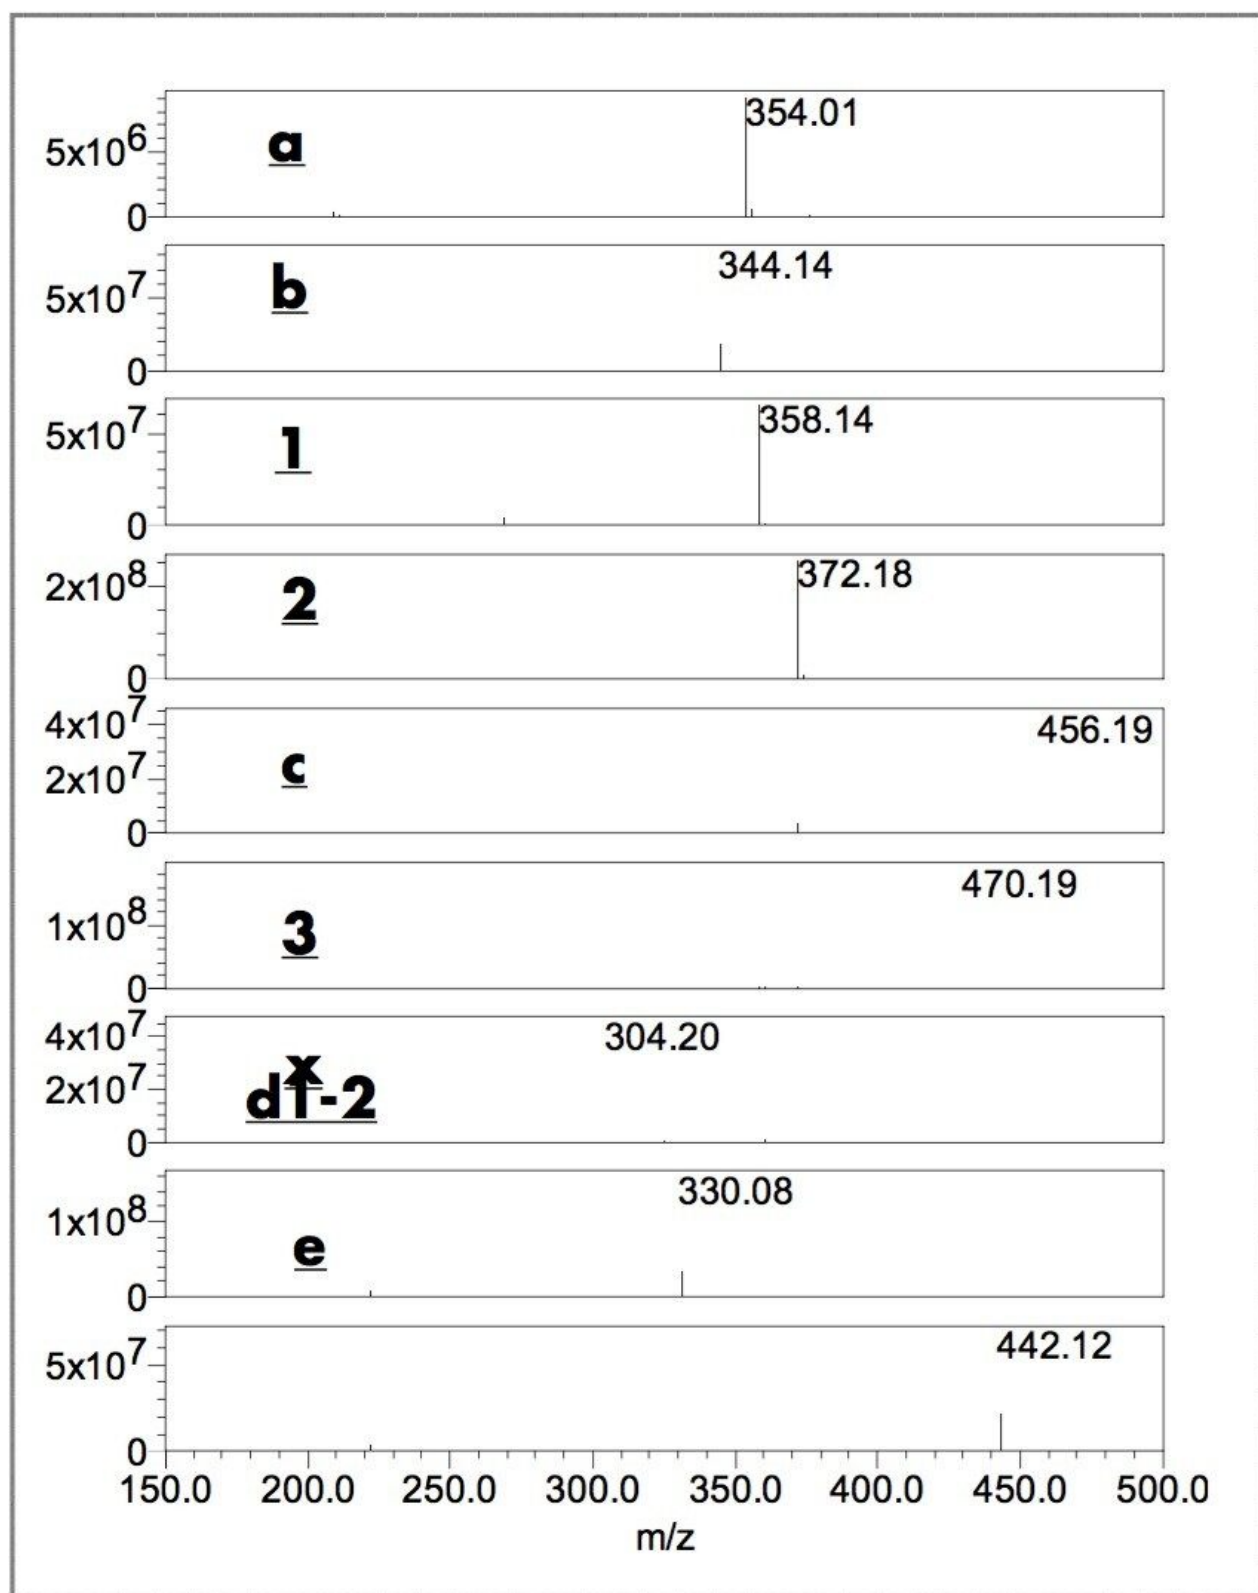 354.01
5x10⁶
a
0
344.14
5x10⁷
b
0
358.14
5x10⁷
1
0
372.18
2x10⁸
2
0
4x10⁷
456.19
2x10⁷
c
0
470.19
1x10⁸
3
0
4x10⁷
304.20
x
2x10⁷
d1-2
0
330.08
1x10⁸
e
0
442.12
5x10⁷
0
150.0 200.0 250.0 300.0 350.0 400.0 450.0 500.0
m/z